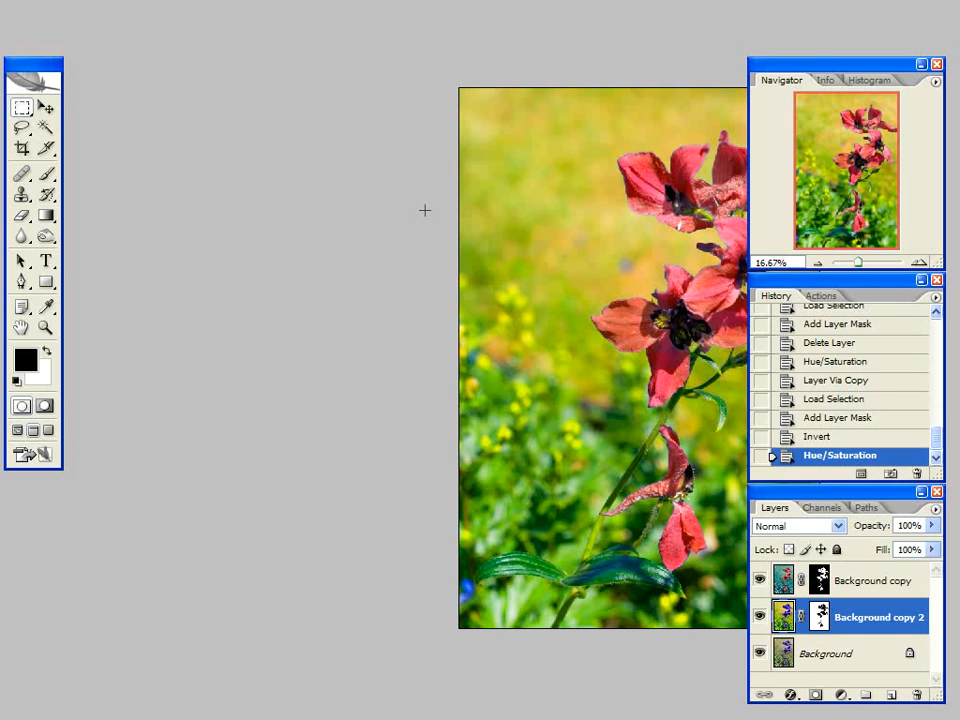 Navigator Info Histogram
16.67%
History Actions
Load Selection
Add Layer Mask
Delete Layer
Hue/Saturation
Layer Via Copy
Load Selection
Add Layer Mask
Invert
Hue/Saturation
Layers Channels Paths
Normal Opacity: 100%
Lock: Fill: 100%
Background copy
Background copy 2
Background
T